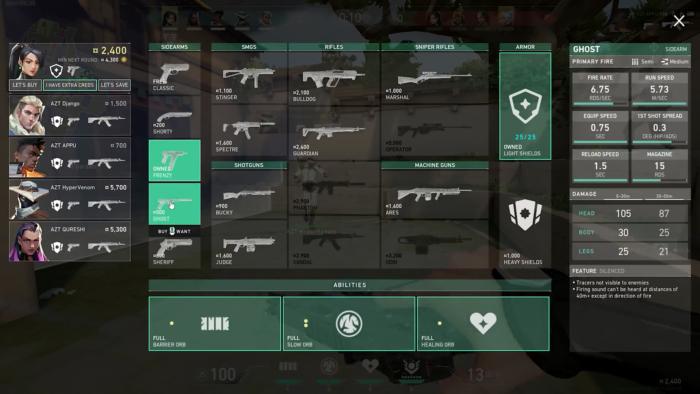 2,400
MIN NEXT ROUND: ¤ 4,300
LET'S BUY
I HAVE EXTRA CREDS
LET'S SAVE
AZT Django
1,500
AZT APPU
700
AZT HyperVenom
5,700
AZT QURESHI
5,300
SIDEARMS
SMGS
RIFLES
SNIPER RIFLES
ARMOR
FREE
CLASSIC
¤1,100
STINGER
¤2,100
BULLDOG
¤1,000
MARSHAL
¤200
SHORTY
¤1,600
SPECTRE
¤2,400
GUARDIAN
OPERATOR
25/25
OWNED
LIGHT SHIELDS
OWNED
FRENZY
SHOTGUNS
MACHINE GUNS
¤500
GHOST
¤900
BUCKY
¤2,900
PHANTOM
¤1,600
ARES
BUY
WANT
SHERIFF
¤1,600
JUDGE
¤2,900
VANDAL
ODIN
¤1,000
HEAVY SHIELDS
ABILITIES
FULL
BARRIER ORB
FULL
SLOW ORB
FULL
HEALING ORB
GHOST
SIDEARM
PRIMARY FIRE
Semi
Medium
FIRE RATE
6.75
RDS/SEC
RUN SPEED
5.73
M/SEC
EQUIP SPEED
0.75
SEC
1ST SHOT SPREAD
0.3
DEG (HIP/ADS)
RELOAD SPEED
1.5
SEC
MAGAZINE
15
RDS
DAMAGE
0-30m
30-50m
HEAD 105 87
BODY 30 25
LEGS 25 21
FEATURE SILENCED
• Tracers not visible to enemies
• Firing sound can't be heard at distances of
40m+ except in direction of fire
100
13
¤ 2,400